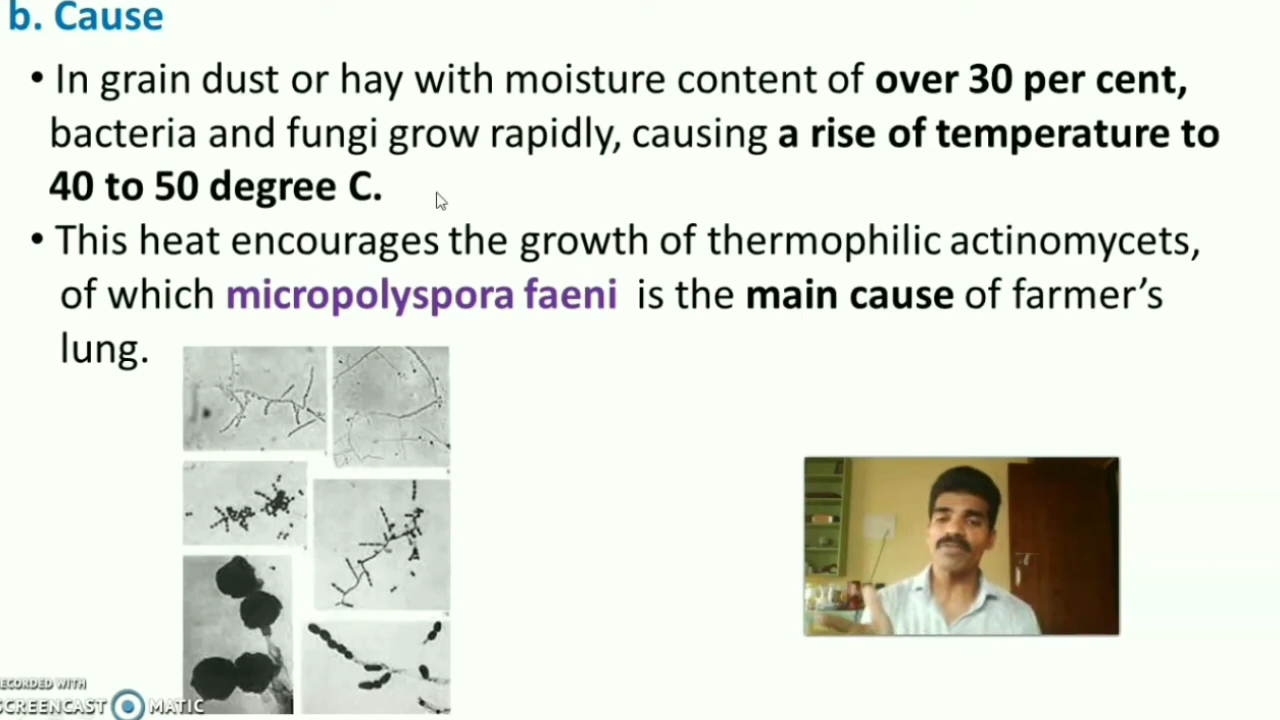 b. Cause
• In grain dust or hay with moisture content of over 30 per cent,
bacteria and fungi grow rapidly, causing a rise of temperature to
40 to 50 degree C.
• This heat encourages the growth of thermophilic actinomycets,
of which micropolyspora faeni is the main cause of farmer’s
lung.
ECORDED WITH
SCREENCAST MATIC